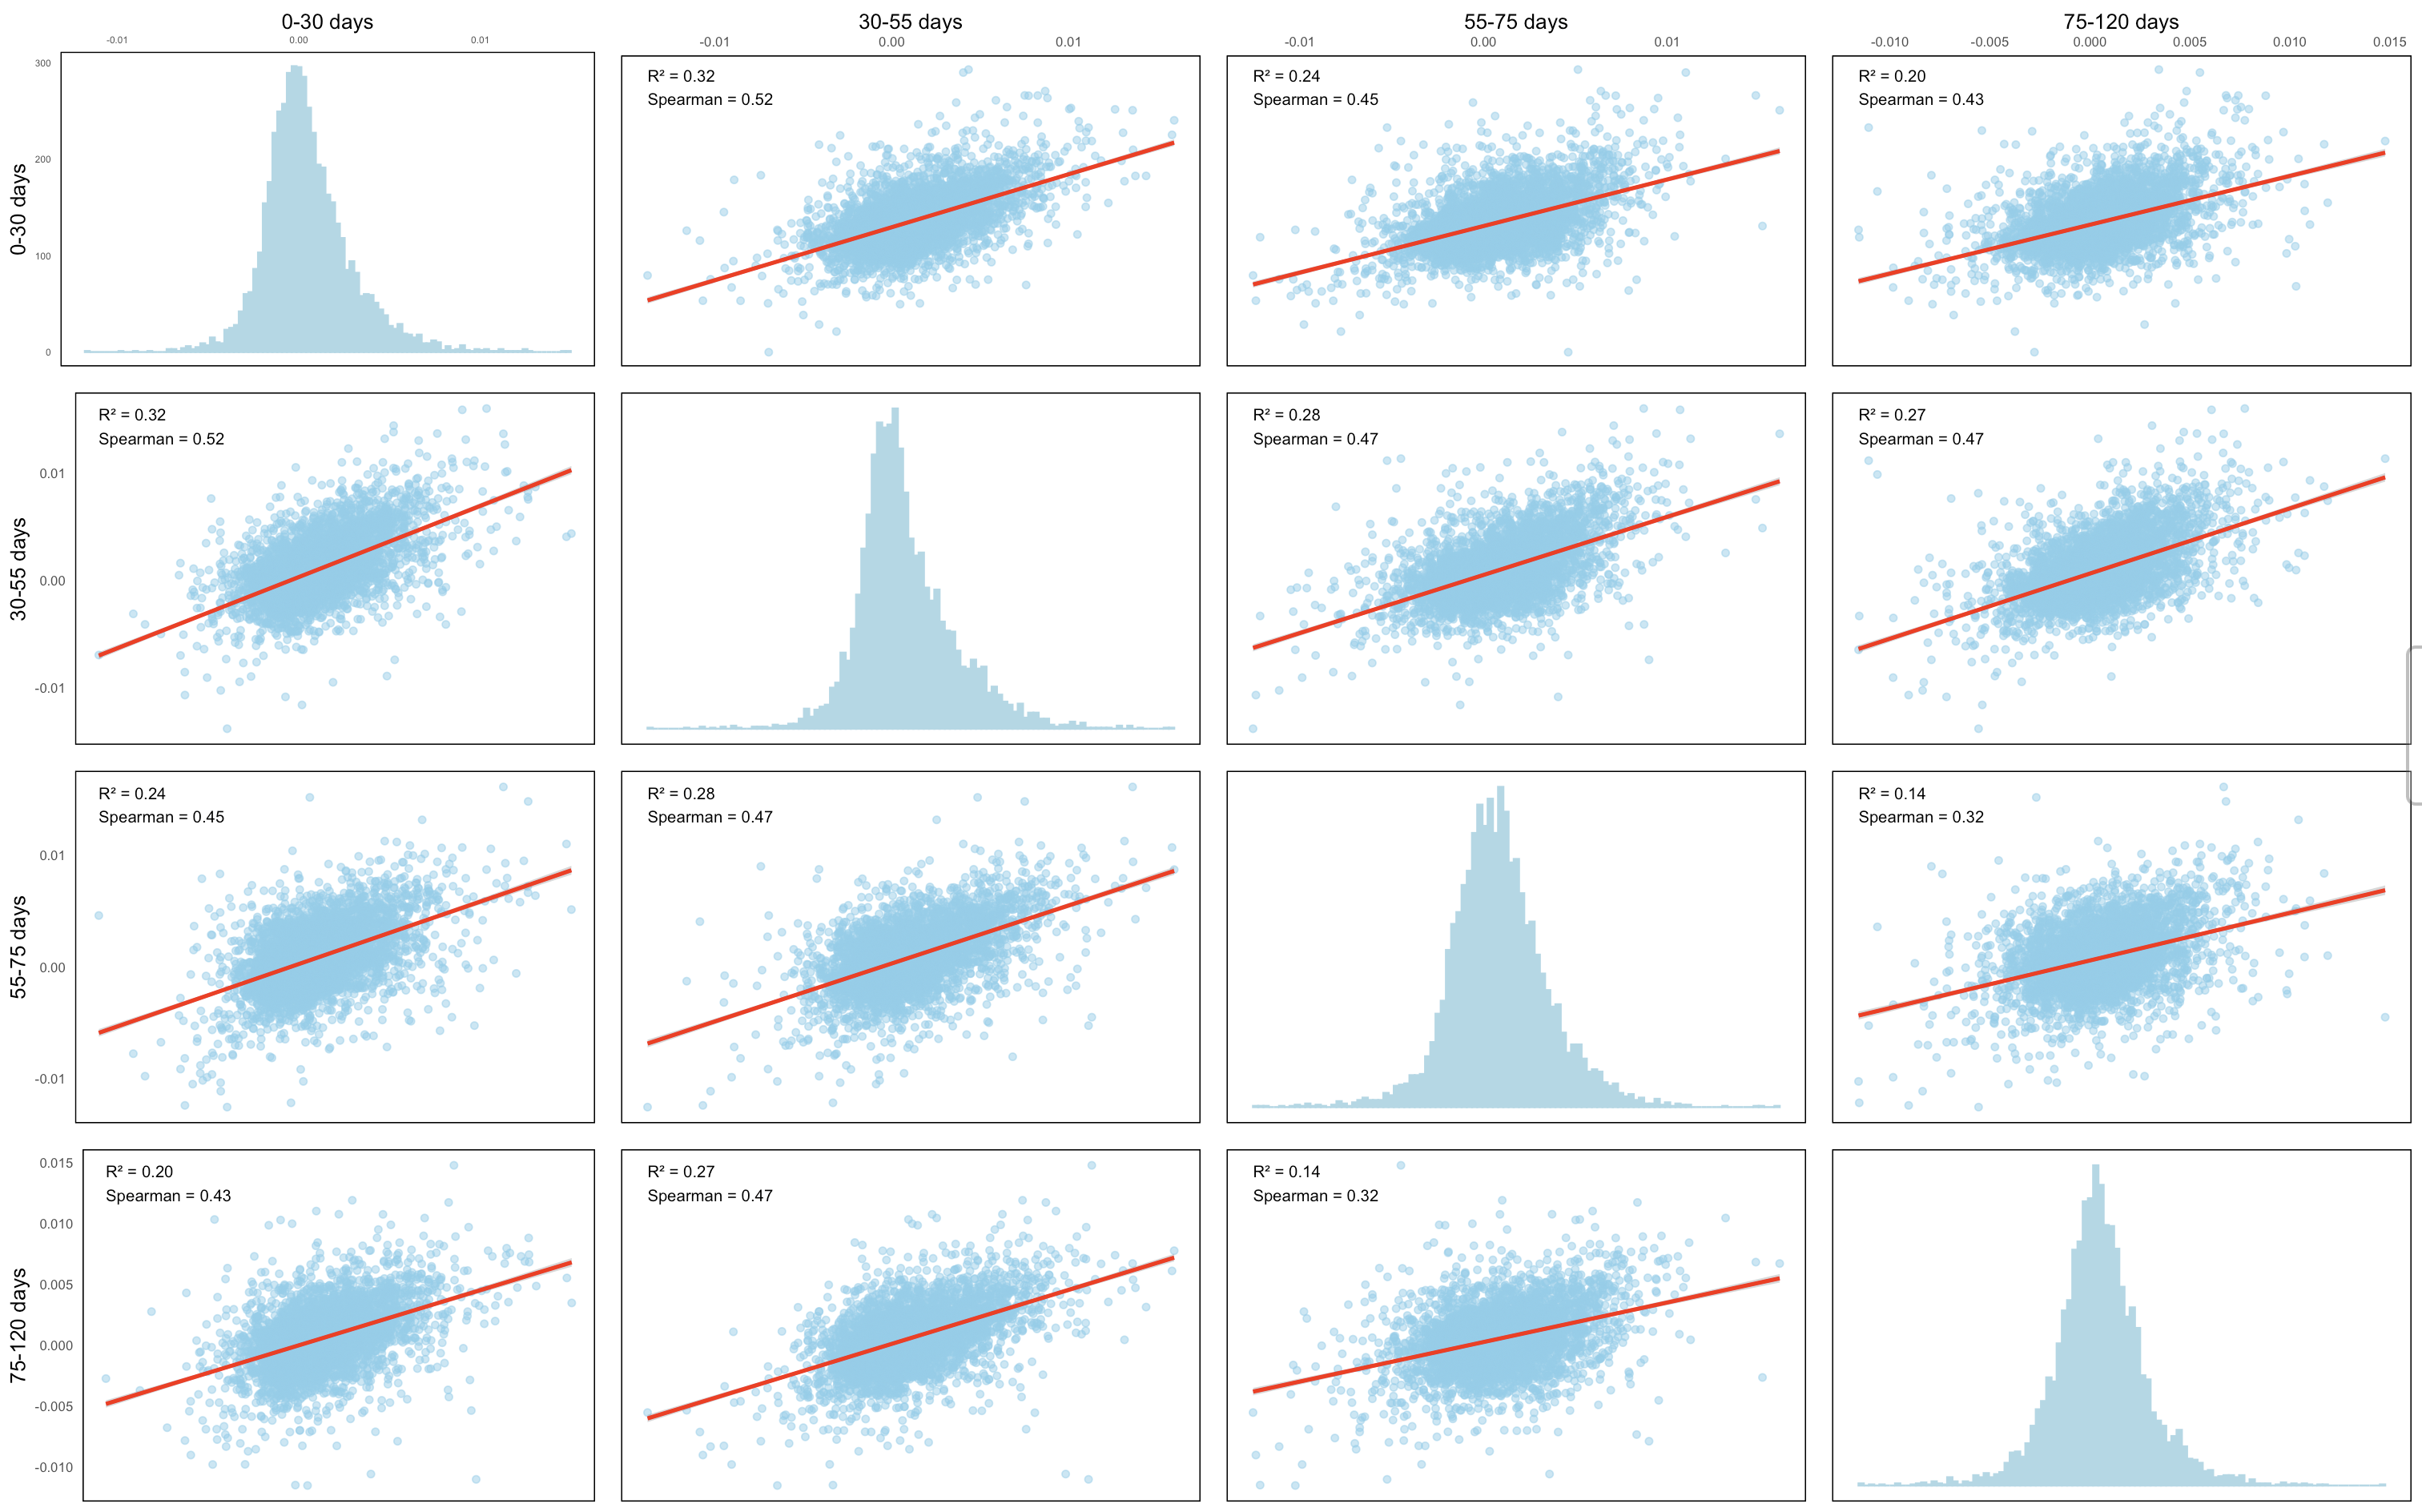 0-30 days 30-55 days 55-75 days 75-120 days
-0.01 0.00 0.01 -0.01 0.00 0.01 -0.01 0.00 0.01 -0.010 -0.005 0.000 0.005 0.010 0.015
0-30 days
300
200
100
0
R² = 0.32
Spearman = 0.52
R² = 0.24
Spearman = 0.45
R² = 0.20
Spearman = 0.43
30-55 days
0.01
0.00
-0.01
R² = 0.32
Spearman = 0.52
R² = 0.28
Spearman = 0.47
R² = 0.27
Spearman = 0.47
55-75 days
0.01
0.00
-0.01
R² = 0.24
Spearman = 0.45
R² = 0.28
Spearman = 0.47
R² = 0.14
Spearman = 0.32
75-120 days
0.015
0.010
0.005
0.000
-0.005
-0.010
R² = 0.20
Spearman = 0.43
R² = 0.27
Spearman = 0.47
R² = 0.14
Spearman = 0.32